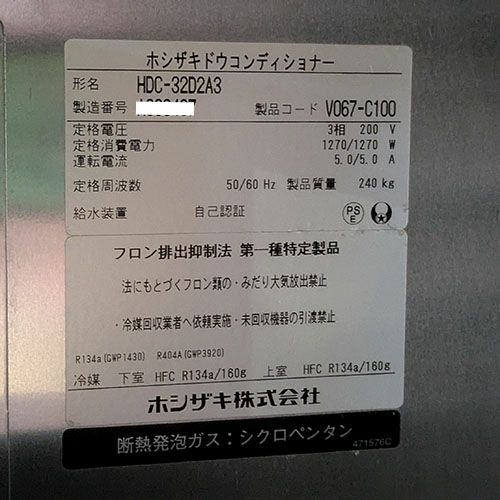 ホシザキドウコンディショナー
形名 HDC-32D2A3
製造番号
製品コード V067-C100
定格電圧 3相 200 V
定格消費電力 1270/1270 W
運転電流 5.0/5.0 A
定格周波数 50/60 Hz 製品質量 240 kg
給水装置 自己認証
PS
E
フロン排出抑制法 第一種特定製品
法にもとづくフロン類の・みだり大気放出禁止
・冷媒回収業者へ依頼実施・未回収機器の引渡禁止
R134a(GWP1430) R404A(GWP3920)
冷媒 下室 HFC R134a/160g 上室 HFC R134a/160g
ホシザキ株式会社
断熱発泡ガス：シクロペンタン
471576C